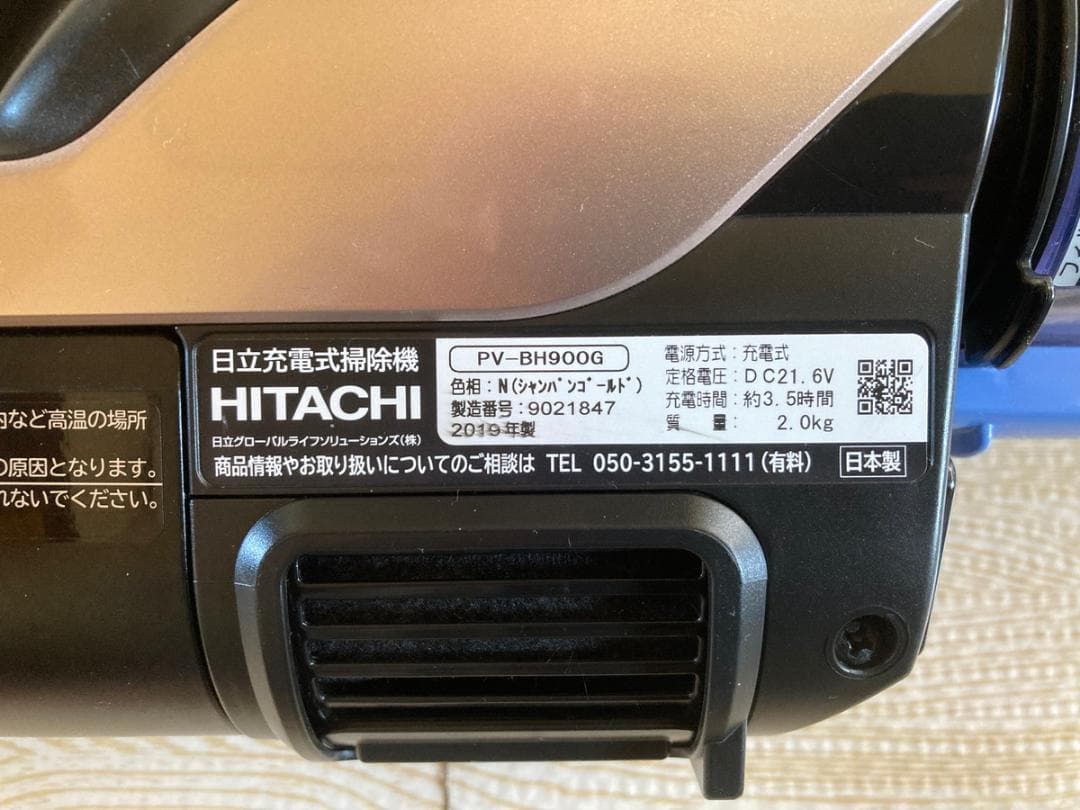 内など高温の場所
の原因となります。
れないでください。
日立充電式掃除機
HITACHI
日立グローバルライフソリューションズ(株)
PV-BH900G
色相:N(ｼｬﾝﾊﾟﾝｺﾞｰﾙﾄﾞ)
製造番号:9021847
2019年製
電源方式:充電式
定格電圧:DC21.6V
充電時間:約3.5時間
質 量: 2.0kg
商品情報やお取り扱いについてのご相談は TEL 050-3155-1111(有料)
日本製